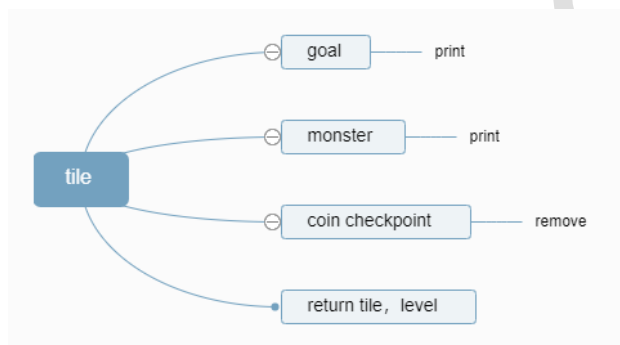 goal print
monster print
tile
coin checkpoint remove
return tile，level